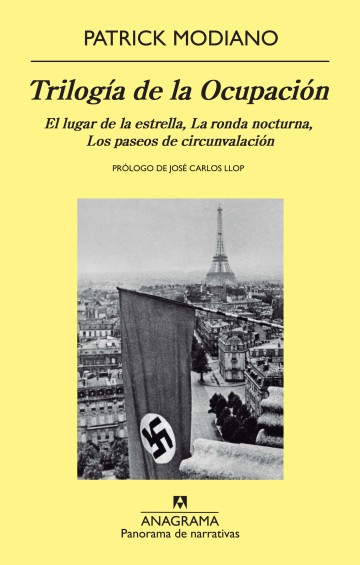 PATRICK MODIANO
Trilogía de la Ocupación
El lugar de la estrella, La ronda nocturna,
Los paseos de circunvalación
PRÓLOGO DE JOSÉ CARLOS LLOP
ANAGRAMA
Panorama de narrativas